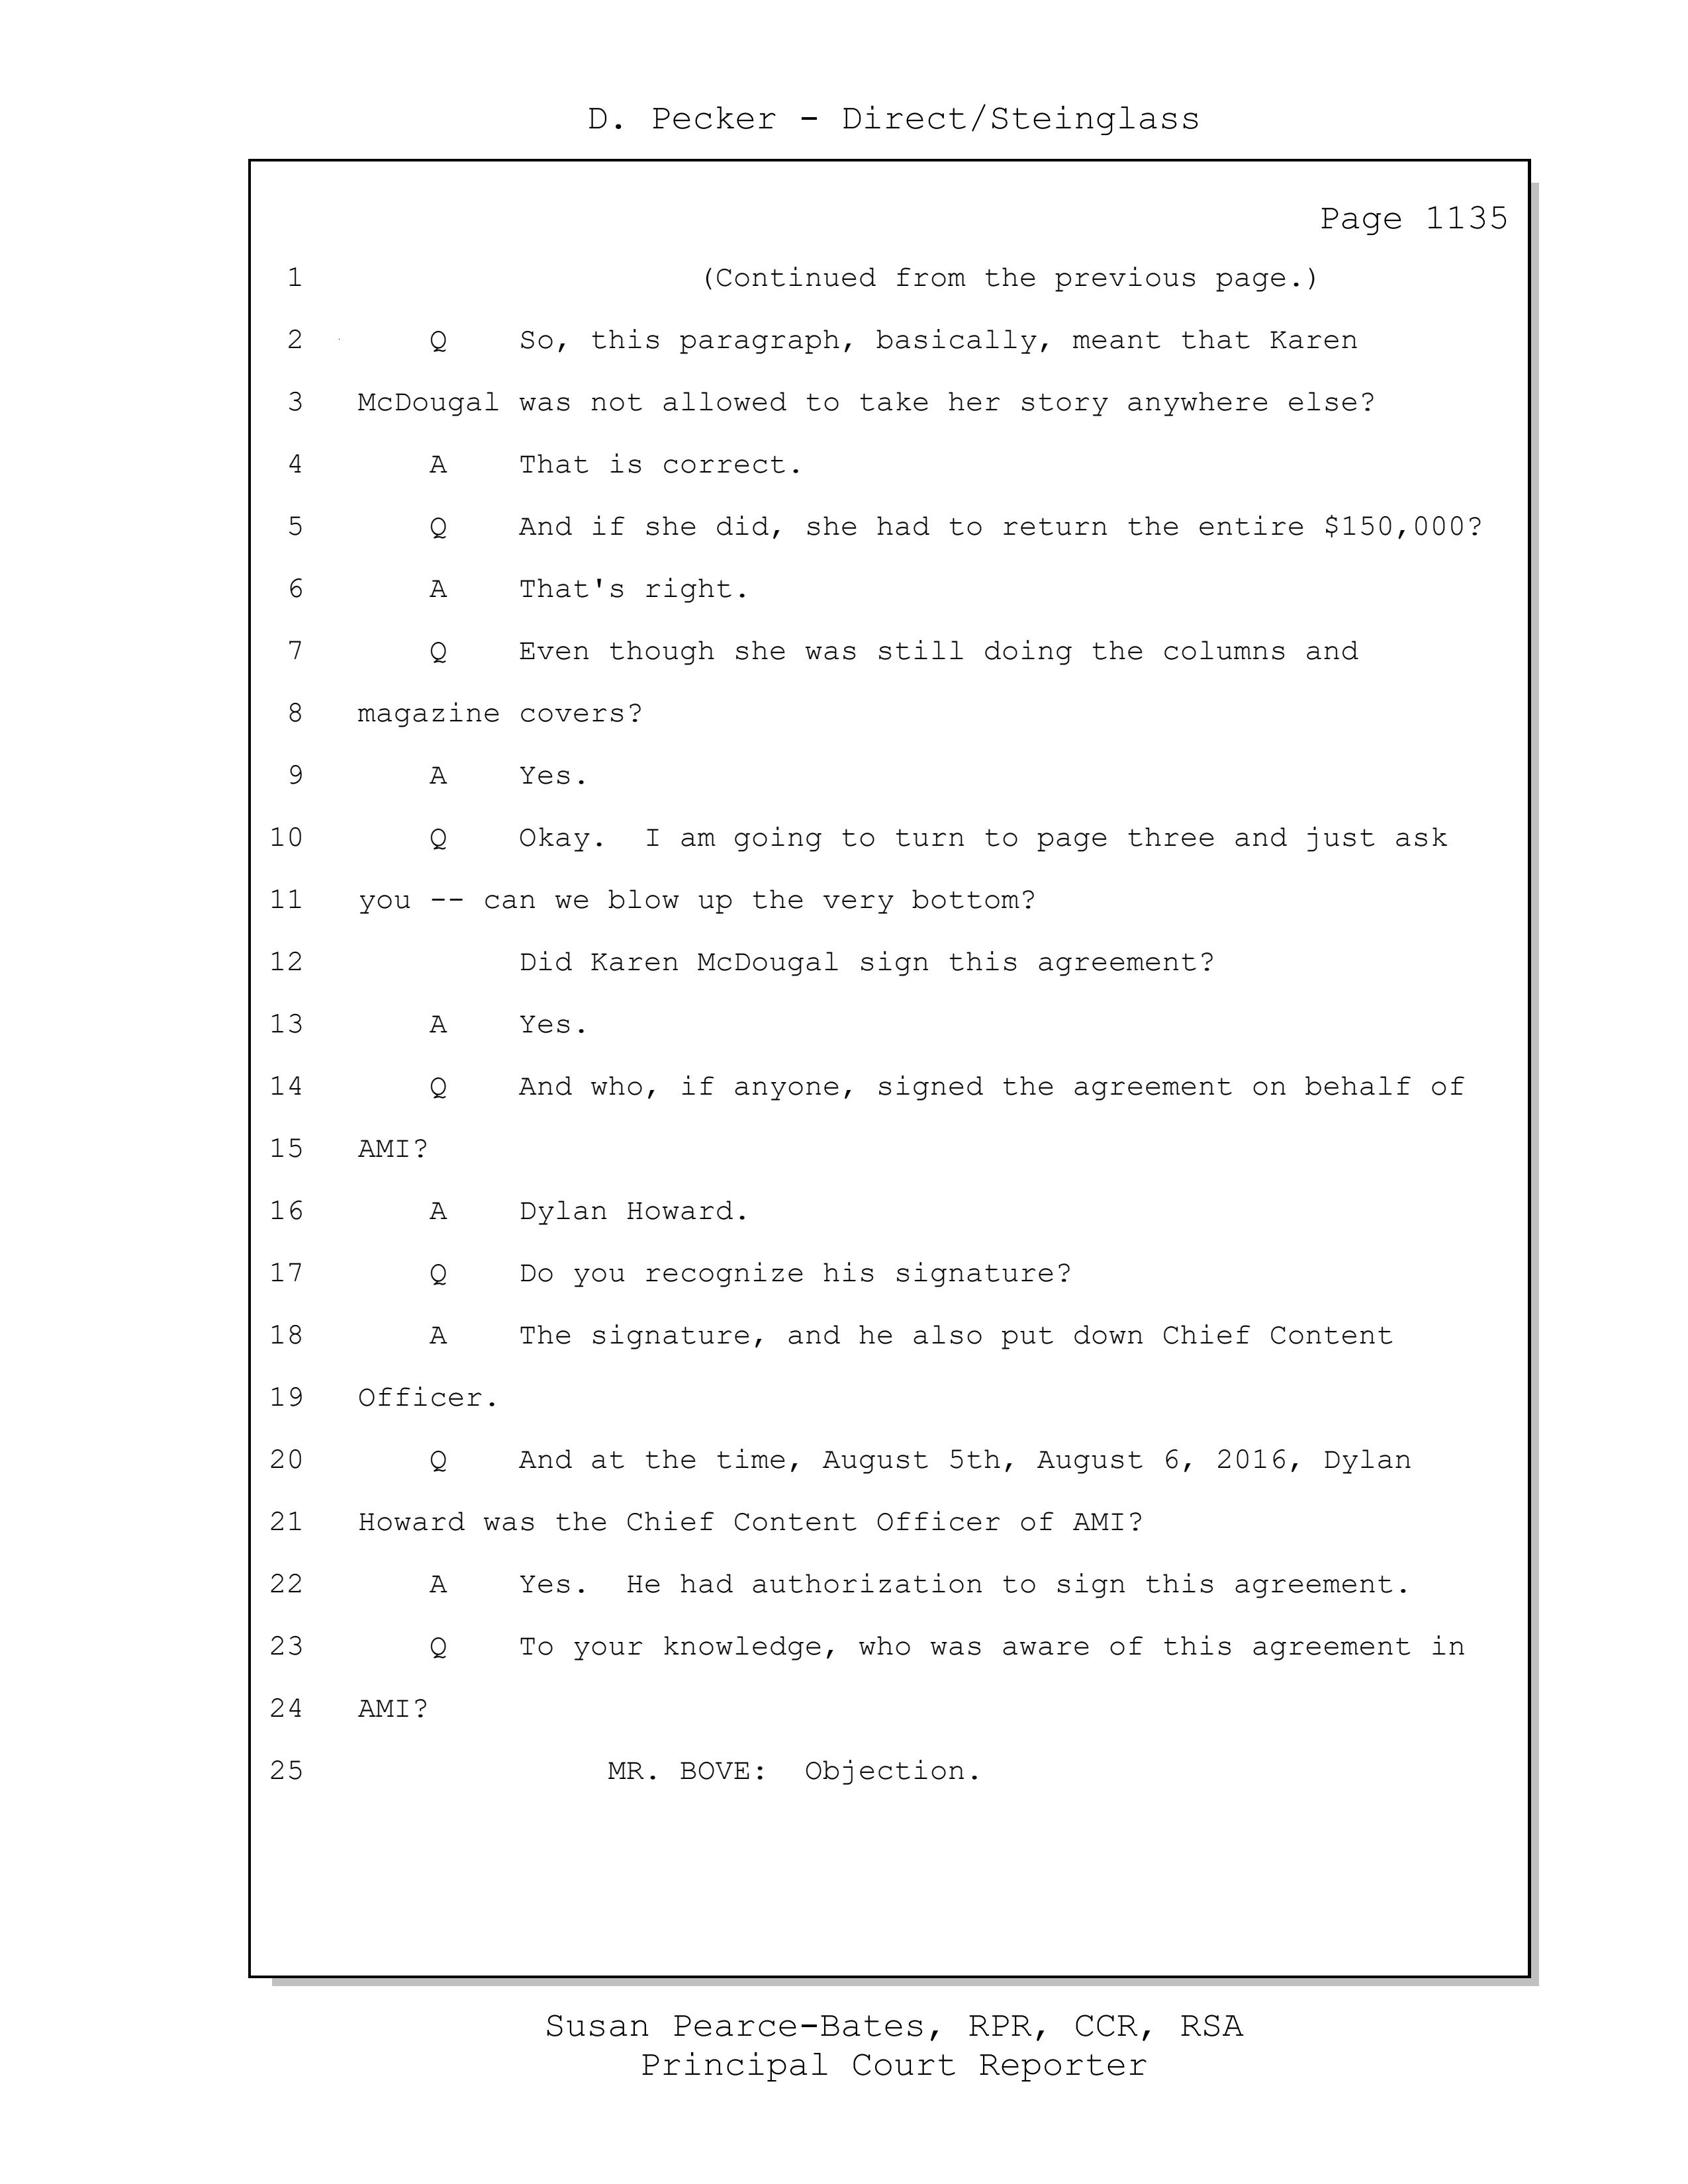 D. Pecker - Direct/Steinglass
Page 1135
1 (Continued from the previous page.)
2 Q So, this paragraph, basically, meant that Karen
3 McDougal was not allowed to take her story anywhere else?
4 A That is correct.
5 Q And if she did, she had to return the entire $150,000?
6 A That's right.
7 Q Even though she was still doing the columns and
8 magazine covers?
9 A Yes.
10 Q Okay. I am going to turn to page three and just ask
11 you -- can we blow up the very bottom?
12 Did Karen McDougal sign this agreement?
13 A Yes.
14 Q And who, if anyone, signed the agreement on behalf of
15 AMI?
16 A Dylan Howard.
17 Q Do you recognize his signature?
18 A The signature, and he also put down Chief Content
19 Officer.
20 Q And at the time, August 5th, August 6, 2016, Dylan
21 Howard was the Chief Content Officer of AMI?
22 A Yes. He had authorization to sign this agreement.
23 Q To your knowledge, who was aware of this agreement in
24 AMI?
25 MR. BOVE: Objection.
Susan Pearce-Bates, RPR, CCR, RSA
Principal Court Reporter